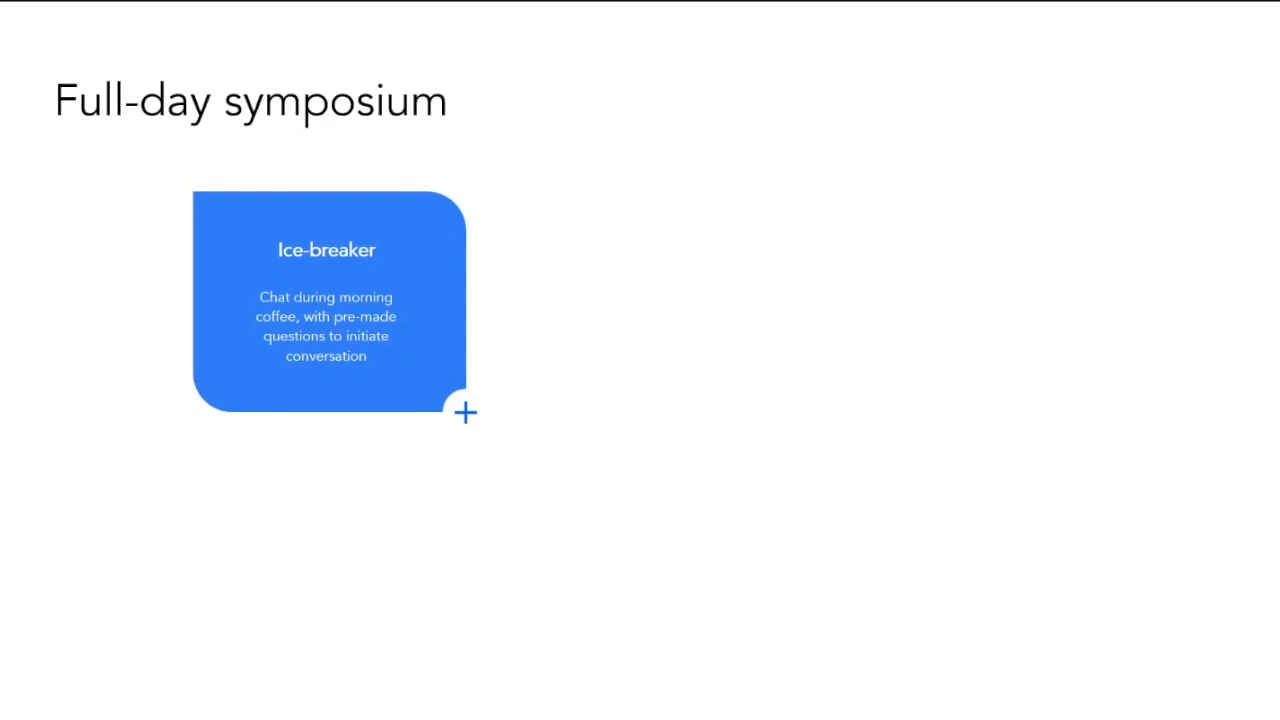 Full-day symposium
Ice-breaker
Chat during morning
coffee, with pre-made
questions to initiate
conversation